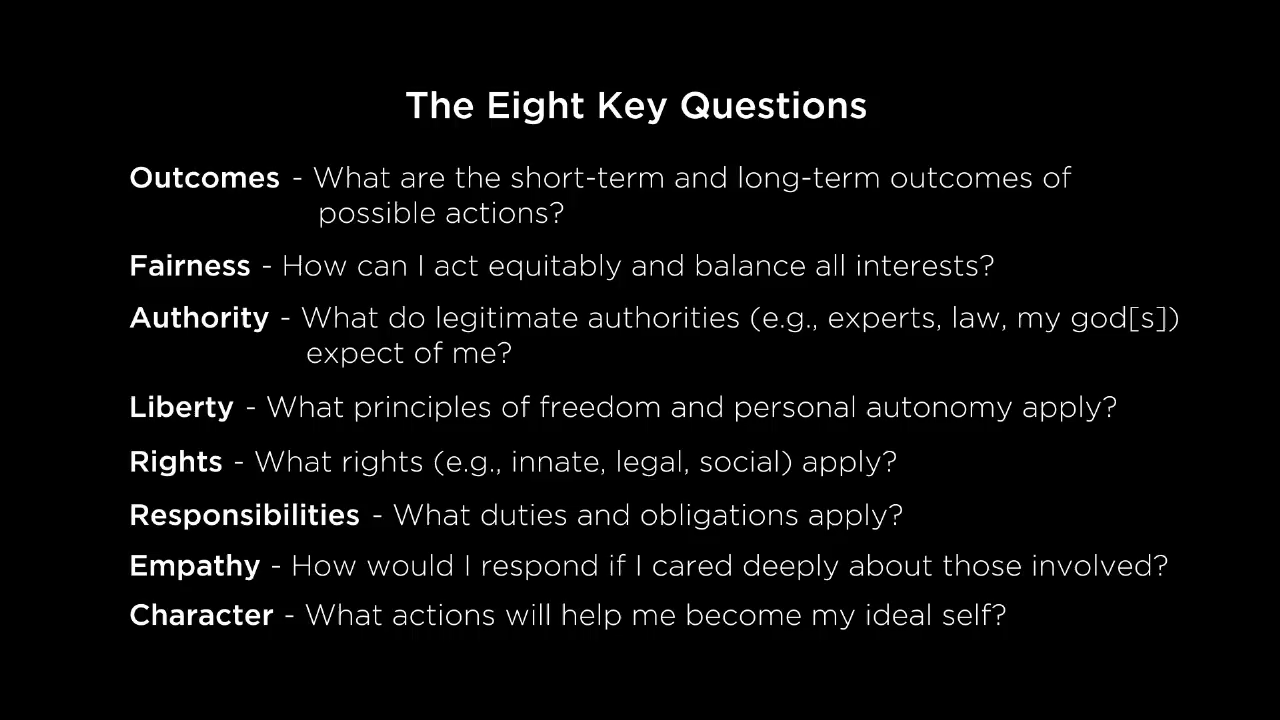 The Eight Key Questions
Outcomes - What are the short-term and long-term outcomes of
possible actions?
Fairness - How can I act equitably and balance all interests?
Authority - What do legitimate authorities (e.g., experts, law, my god[s])
expect of me?
Liberty - What principles of freedom and personal autonomy apply?
Rights - What rights (e.g., innate, legal, social) apply?
Responsibilities - What duties and obligations apply?
Empathy - How would I respond if I cared deeply about those involved?
Character - What actions will help me become my ideal self?